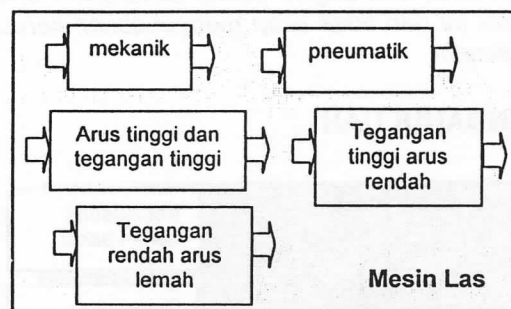 mekanik
pneumatik
Arus tinggi dan
tegangan tinggi
Tegangan
tinggi arus
rendah
Tegangan
rendah arus
lemah
Mesin Las